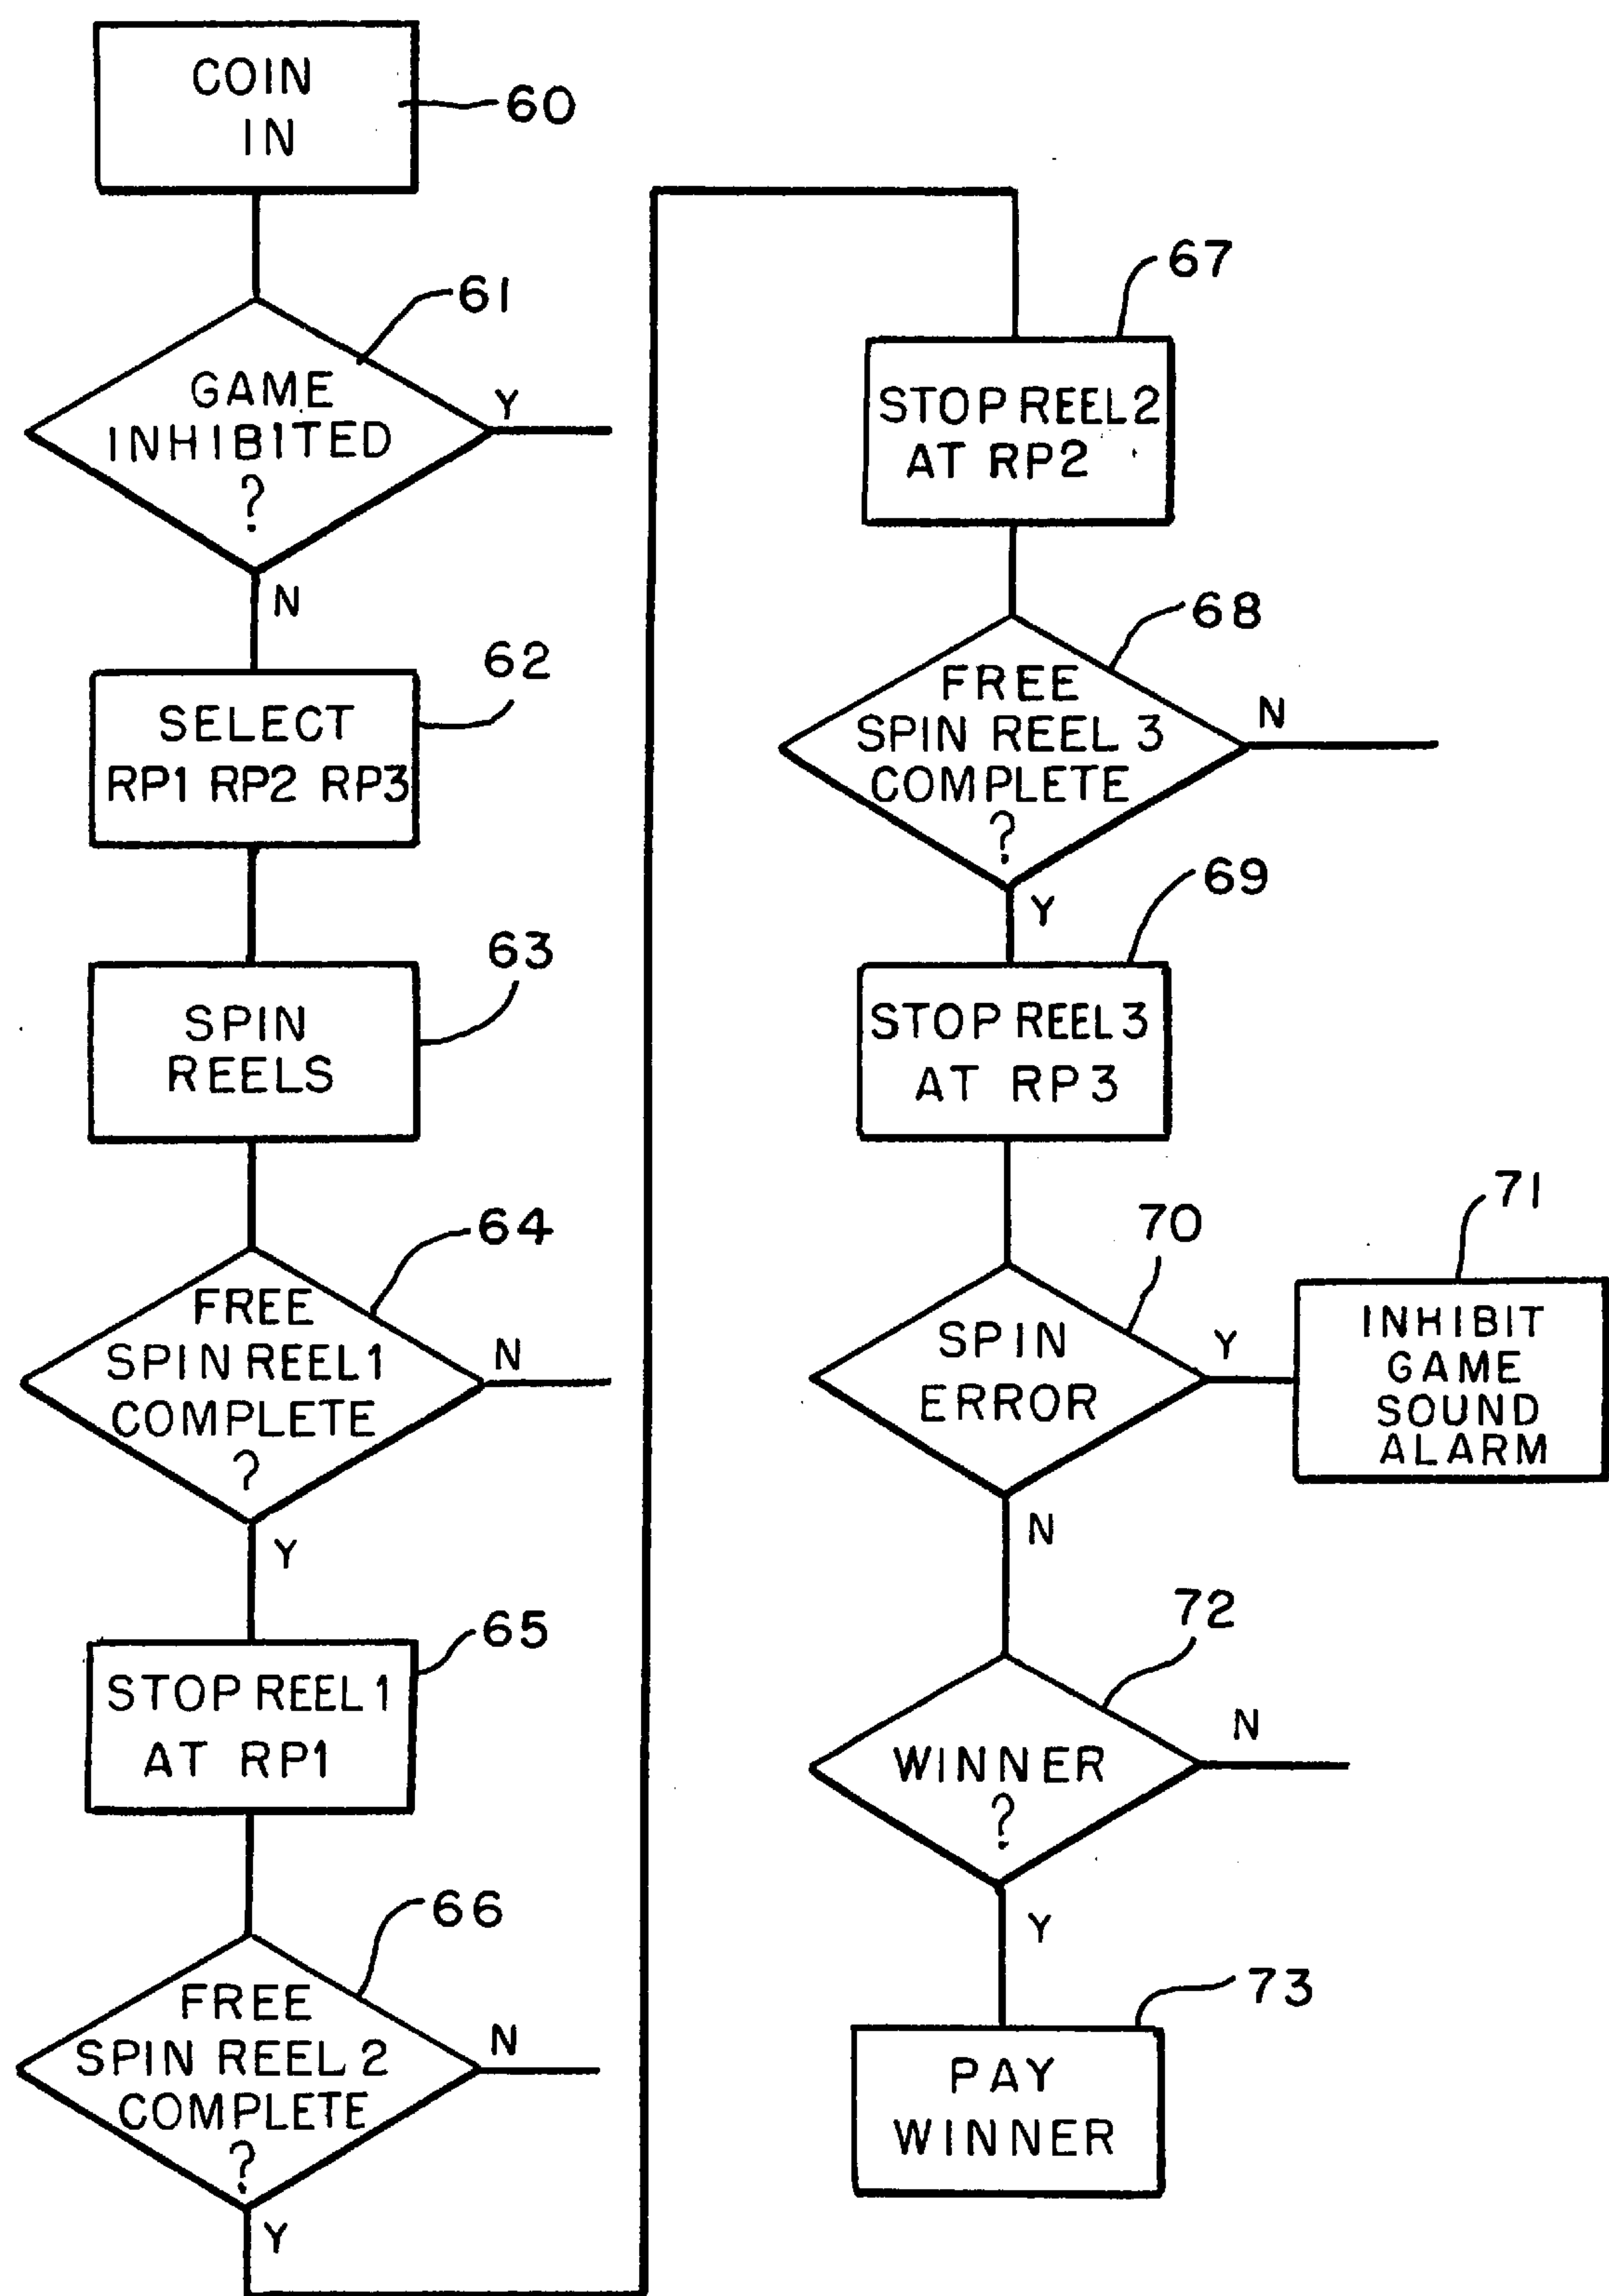 COIN
IN
60
61
GAME
INHIBITED
?
Y
N
62
SELECT
RP1 RP2 RP3
63
SPIN
REELS
64
FREE
SPIN REEL 1
COMPLETE
?
N
Y
65
STOP REEL 1
AT RP1
66
FREE
SPIN REEL 2
COMPLETE
?
N
Y
67
STOP REEL 2
AT RP2
68
FREE
SPIN REEL 3
COMPLETE
?
N
Y
69
STOP REEL 3
AT RP3
70
SPIN
ERROR
Y
N
71
INHIBIT
GAME
SOUND
ALARM
72
WINNER
?
N
Y
73
PAY
WINNER